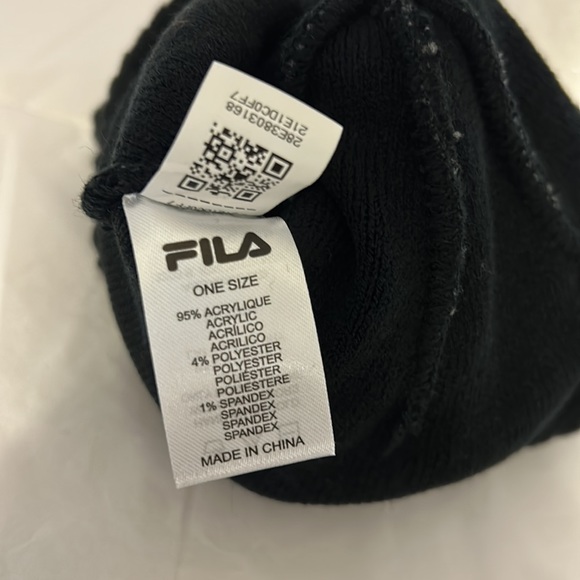 28E3803168
21E1DC0FF7
FILA
ONE SIZE
95% ACRYLIQUE
ACRYLIC
ACRÍLICO
ACRILICO
4% POLYESTER
POLYESTER
POLIÉSTER
POLIESTERE
1% SPANDEX
SPANDEX
SPANDEX
SPANDEX
MADE IN CHINA